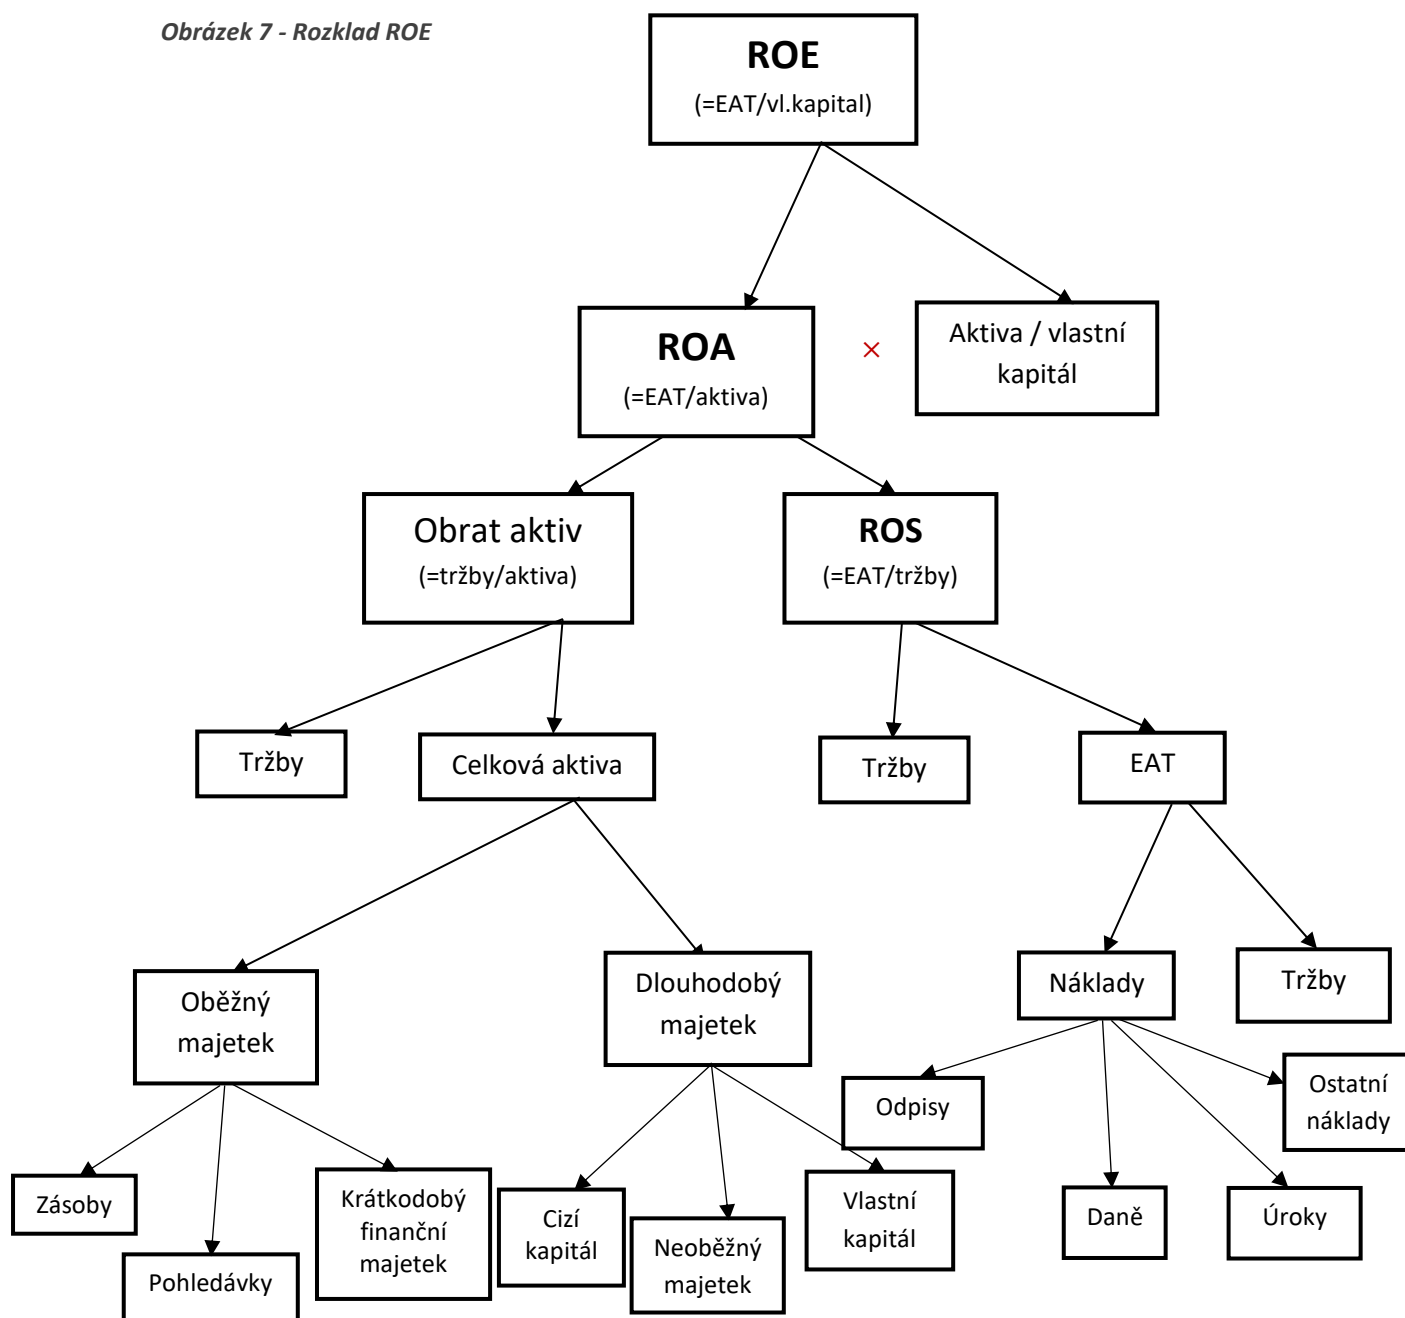 Obrázek 7 - Rozklad ROE
ROE
(=EAT/vl.kapital)
ROA
(=EAT/aktiva)
×
Aktiva / vlastní
kapitál
Obrat aktiv
(=tržby/aktiva)
ROS
(=EAT/tržby)
Tržby
Celková aktiva
Tržby
EAT
Oběžný
majetek
Dlouhodobý
majetek
Náklady
Tržby
Zásoby
Pohledávky
Krátkodobý
finanční
majetek
Cizí
kapitál
Neoběžný
majetek
Vlastní
kapitál
Odpisy
Daně
Úroky
Ostatní
náklady